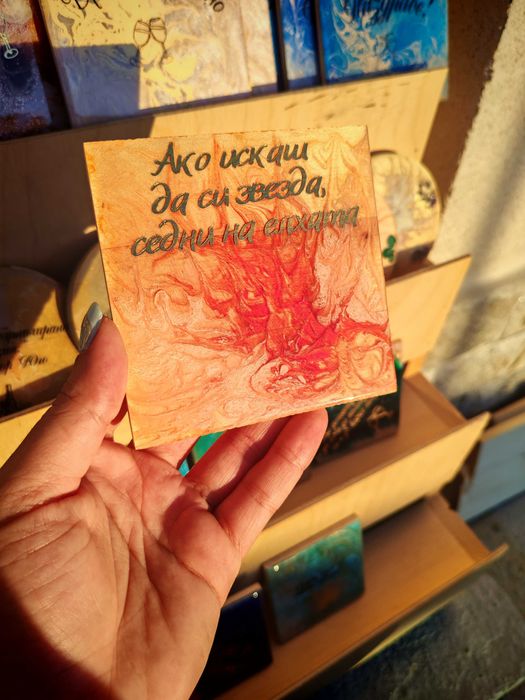 Ако искаш
да си звезда,
седни на елхата